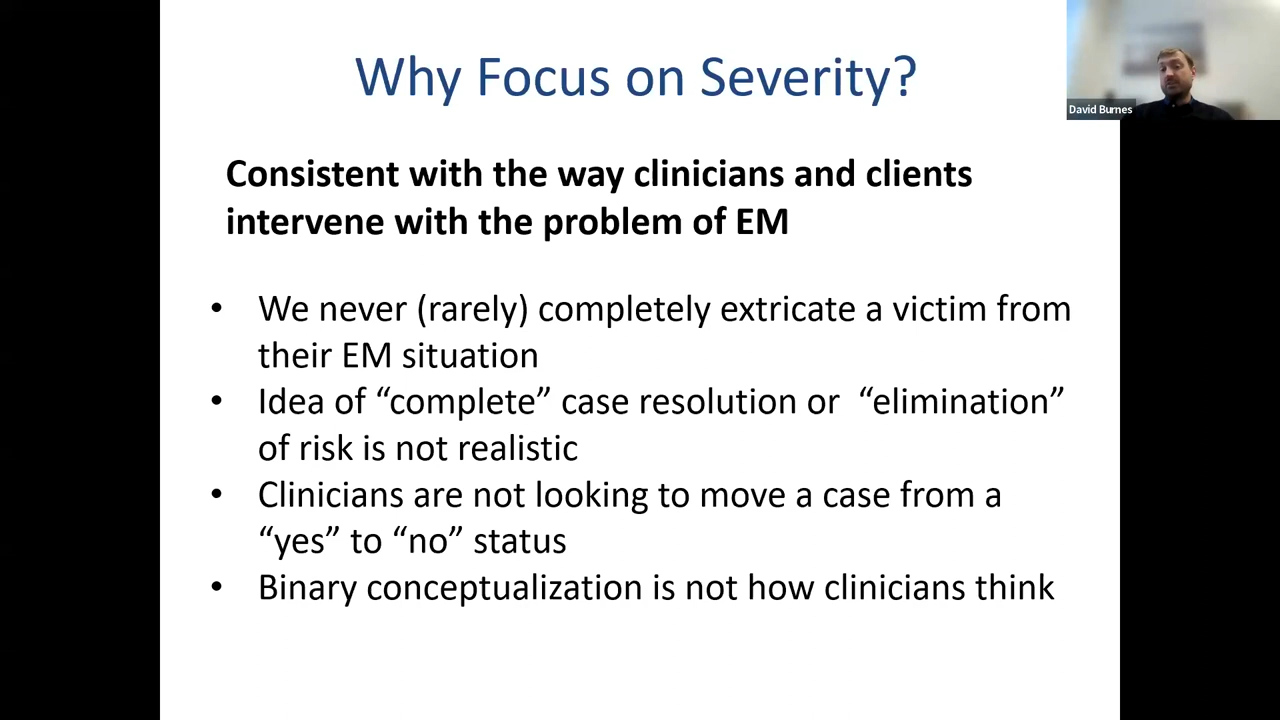 Why Focus on Severity?
David Burnes
Consistent with the way clinicians and clients
intervene with the problem of EM
• We never (rarely) completely extricate a victim from
their EM situation
• Idea of “complete” case resolution or  “elimination”
of risk is not realistic
• Clinicians are not looking to move a case from a
“yes” to “no” status
• Binary conceptualization is not how clinicians think